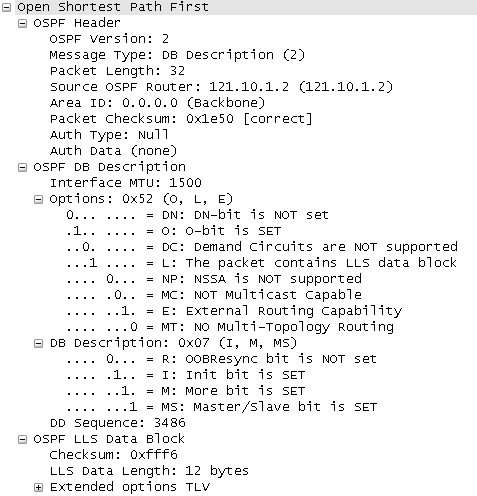 Open Shortest Path First
OSPF Header
OSPF Version: 2
Message Type: DB Description (2)
Packet Length: 32
Source OSPF Router: 121.10.1.2 (121.10.1.2)
Area ID: 0.0.0.0 (Backbone)
Packet Checksum: 0x1e50 [correct]
Auth Type: Null
Auth Data (none)
OSPF DB Description
Interface MTU: 1500
Options: 0x52 (O, L, E)
0... .... = DN: DN-bit is NOT set
.1.. .... = O: O-bit is SET
..0. .... = DC: Demand Circuits are NOT supported
...1 .... = L: The packet contains LLS data block
.... 0... = NP: NSSA is NOT supported
.... .0.. = MC: NOT Multicast Capable
.... ..1. = E: External Routing Capability
.... ...0 = MT: NO Multi-Topology Routing
DB Description: 0x07 (I, M, MS)
.... 0... = R: OOBResync bit is NOT set
.... .1.. = I: Init bit is SET
.... ..1. = M: More bit is SET
.... ...1 = MS: Master/Slave bit is SET
DD Sequence: 3486
OSPF LLS Data Block
Checksum: 0xfff6
LLS Data Length: 12 bytes
Extended options TLV